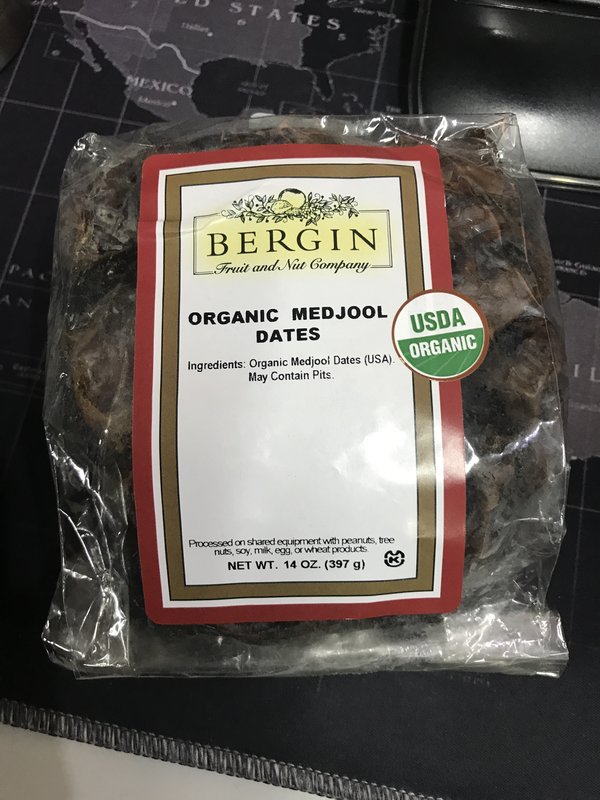 D STATES
MEXICO
BERGIN
Fruit and Nut Company
ORGANIC MEDJOOL
DATES
USDA
ORGANIC
Ingredients: Organic Medjool Dates (USA).
May Contain Pits.
Processed on shared equipment with peanuts, tree
nuts, soy, milk, egg, or wheat products.
NET WT. 14 OZ. (397 g)